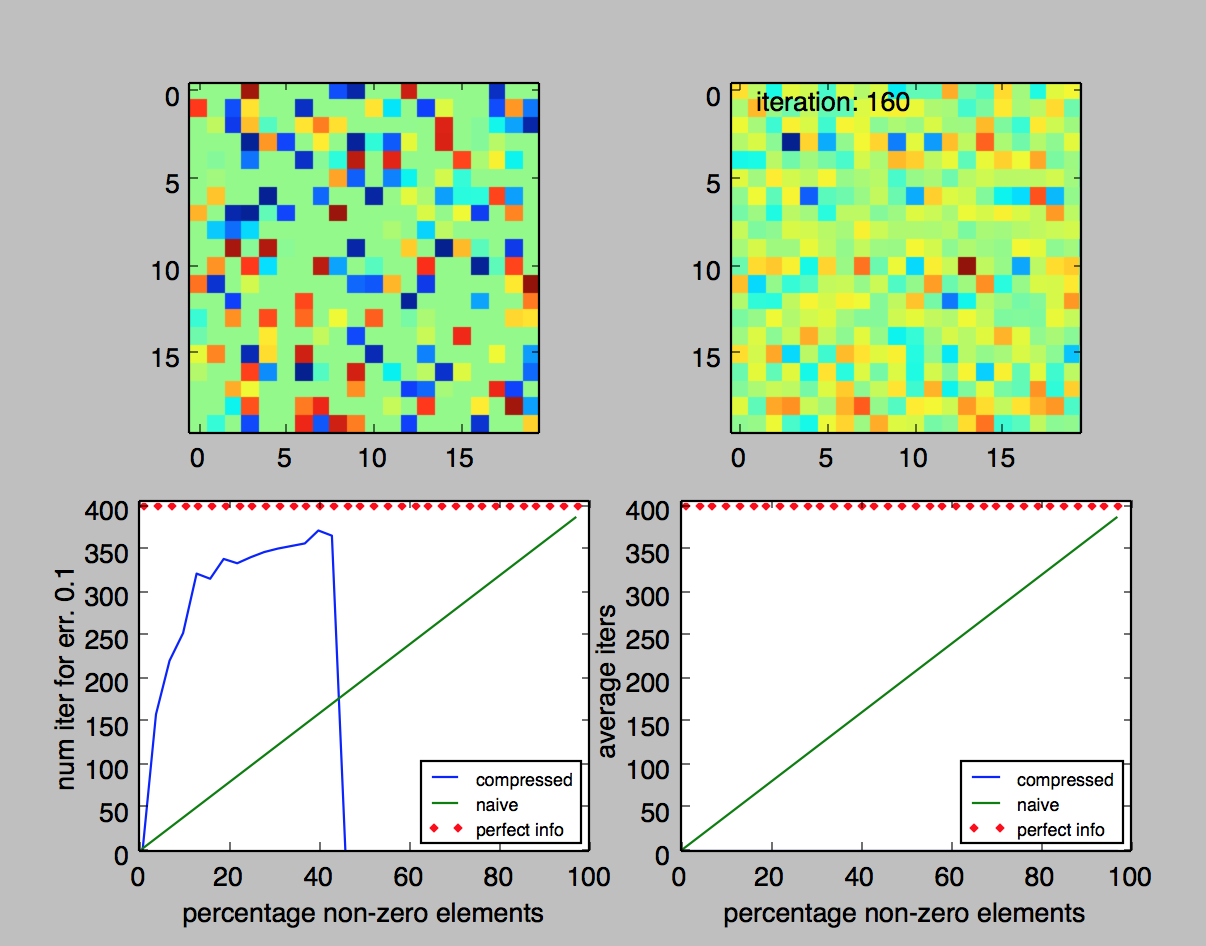 iteration: 160
0
5
10
15
0 5 10 15
0
5
10
15
0 5 10 15
num iter for err. 0.1
400
350
300
250
200
150
100
50
0
compressed
naive
perfect info
0 20 40 60 80 100
percentage non-zero elements
average iters
400
350
300
250
200
150
100
50
0
compressed
naive
perfect info
0 20 40 60 80 100
percentage non-zero elements